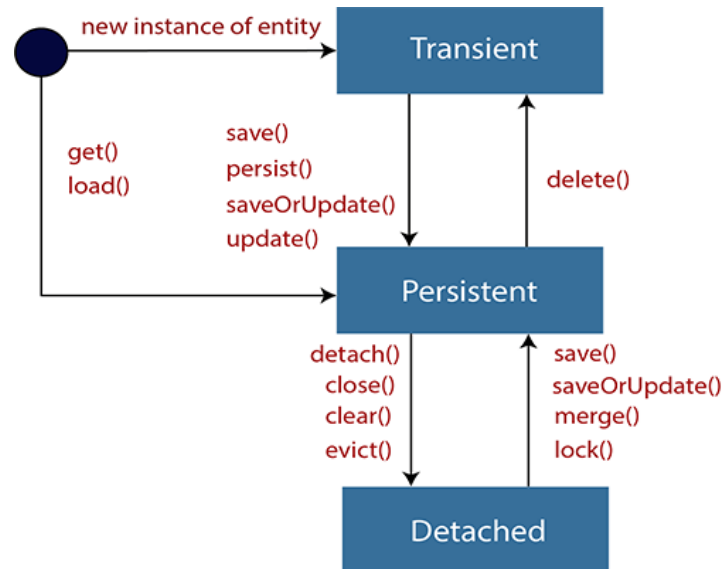 new instance of entity
Transient
get()
load()
save()
persist()
saveOrUpdate()
update()
delete()
Persistent
detach()
close()
clear()
evict()
save()
saveOrUpdate()
merge()
lock()
Detached